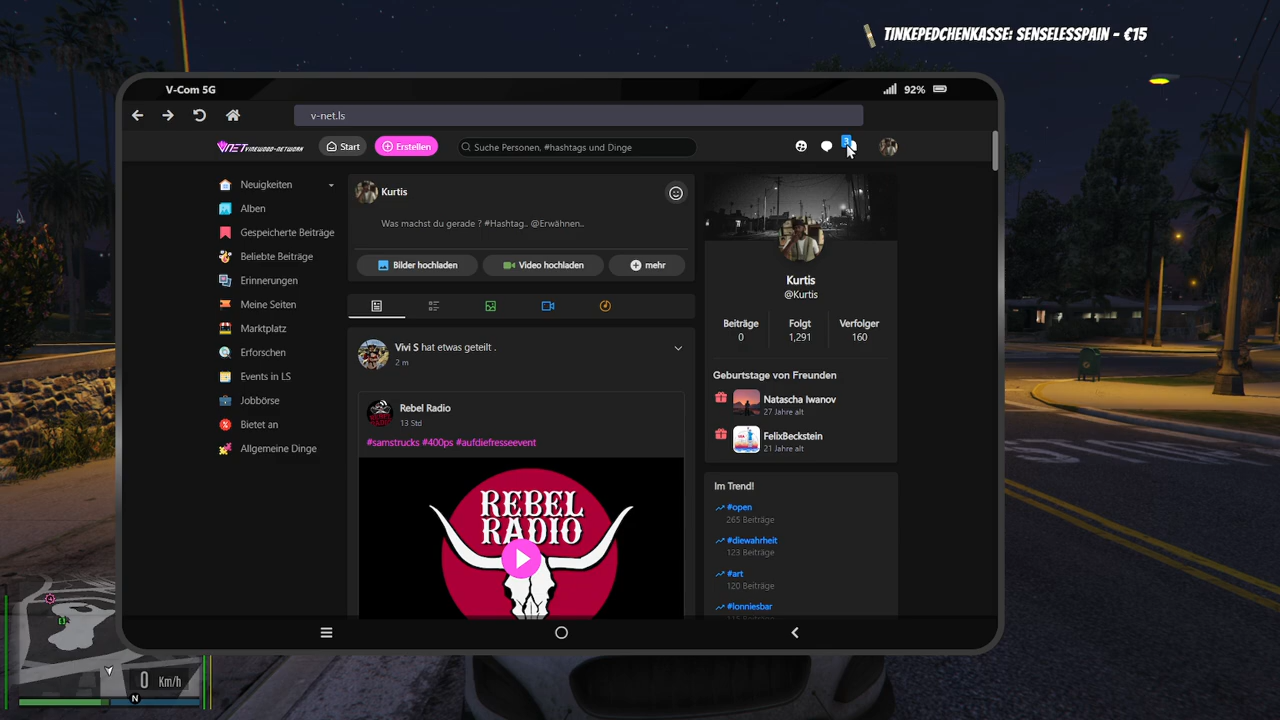 TINKEPEDCHENKASSE: SENSELESSPAIN - €15
V-Com 5G
92%
v-net.ls
VNET VINEWOOD-NETWORK
Start
Erstellen
Suche Personen, #hashtags und Dinge
3
Neuigkeiten
Alben
Gespeicherte Beiträge
Beliebte Beiträge
Erinnerungen
Meine Seiten
Marktplatz
Erforschen
Events in LS
Jobbörse
Bietet an
Allgemeine Dinge
Kurtis
Was machst du gerade ? #Hashtag.. @Erwähnen..
Bilder hochladen
Video hochladen
mehr
Vivi S hat etwas geteilt .
2 m
Rebel Radio
13 Std
#samstrucks #400ps #aufdiefresseevent
REBEL
RADIO
Kurtis
@Kurtis
Beiträge
0
Folgt
1,291
Verfolger
160
Geburtstage von Freunden
Natascha Iwanov
27 Jahre alt
FelixBeckstein
21 Jahre alt
Im Trend!
#open
265 Beiträge
#diewahrheit
123 Beiträge
#art
120 Beiträge
#lonniesbar
0 Km/h
N